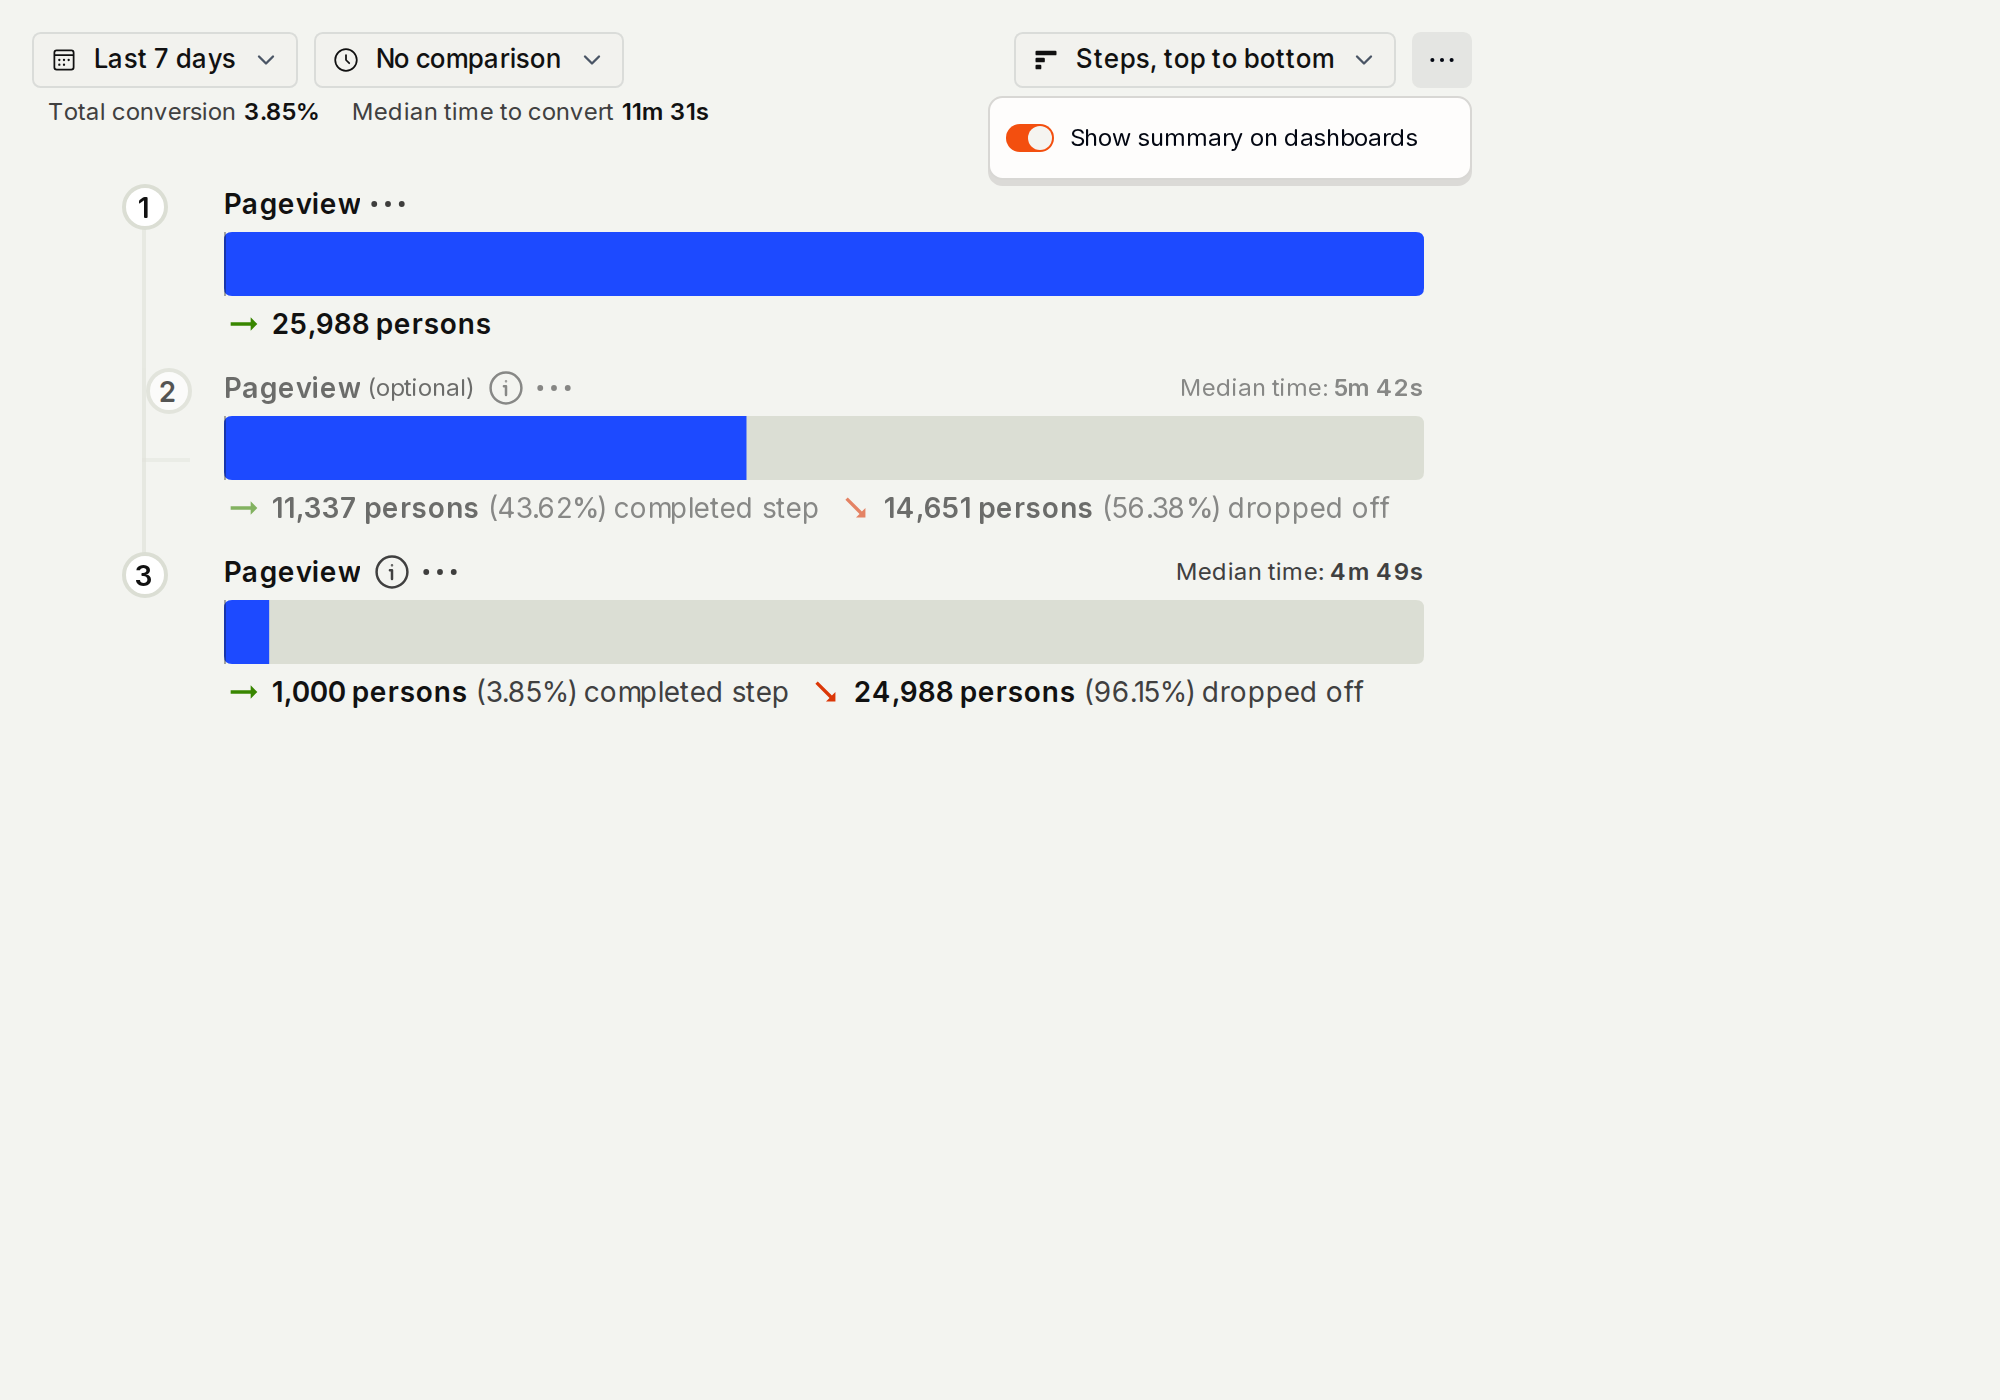 Last 7 days No comparison Steps, top to bottom
Total conversion 3.85% Median time to convert 11m 31s
Show summary on dashboards
1 Pageview
25,988 persons
2 Pageview (optional) Median time: 5m 42s
11,337 persons (43.62%) completed step 14,651 persons (56.38%) dropped off
3 Pageview Median time: 4m 49s
1,000 persons (3.85%) completed step 24,988 persons (96.15%) dropped off